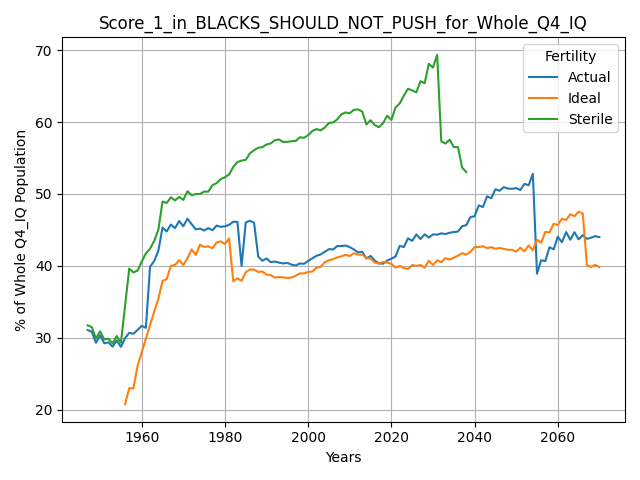 Score_1_in_BLACKS_SHOULD_NOT_PUSH_for_Whole_Q4_IQ
% of Whole Q4_IQ Population
70
60
50
40
30
20
Fertility
Actual
Ideal
Sterile
1960
1980
2000
2020
2040
2060
Years